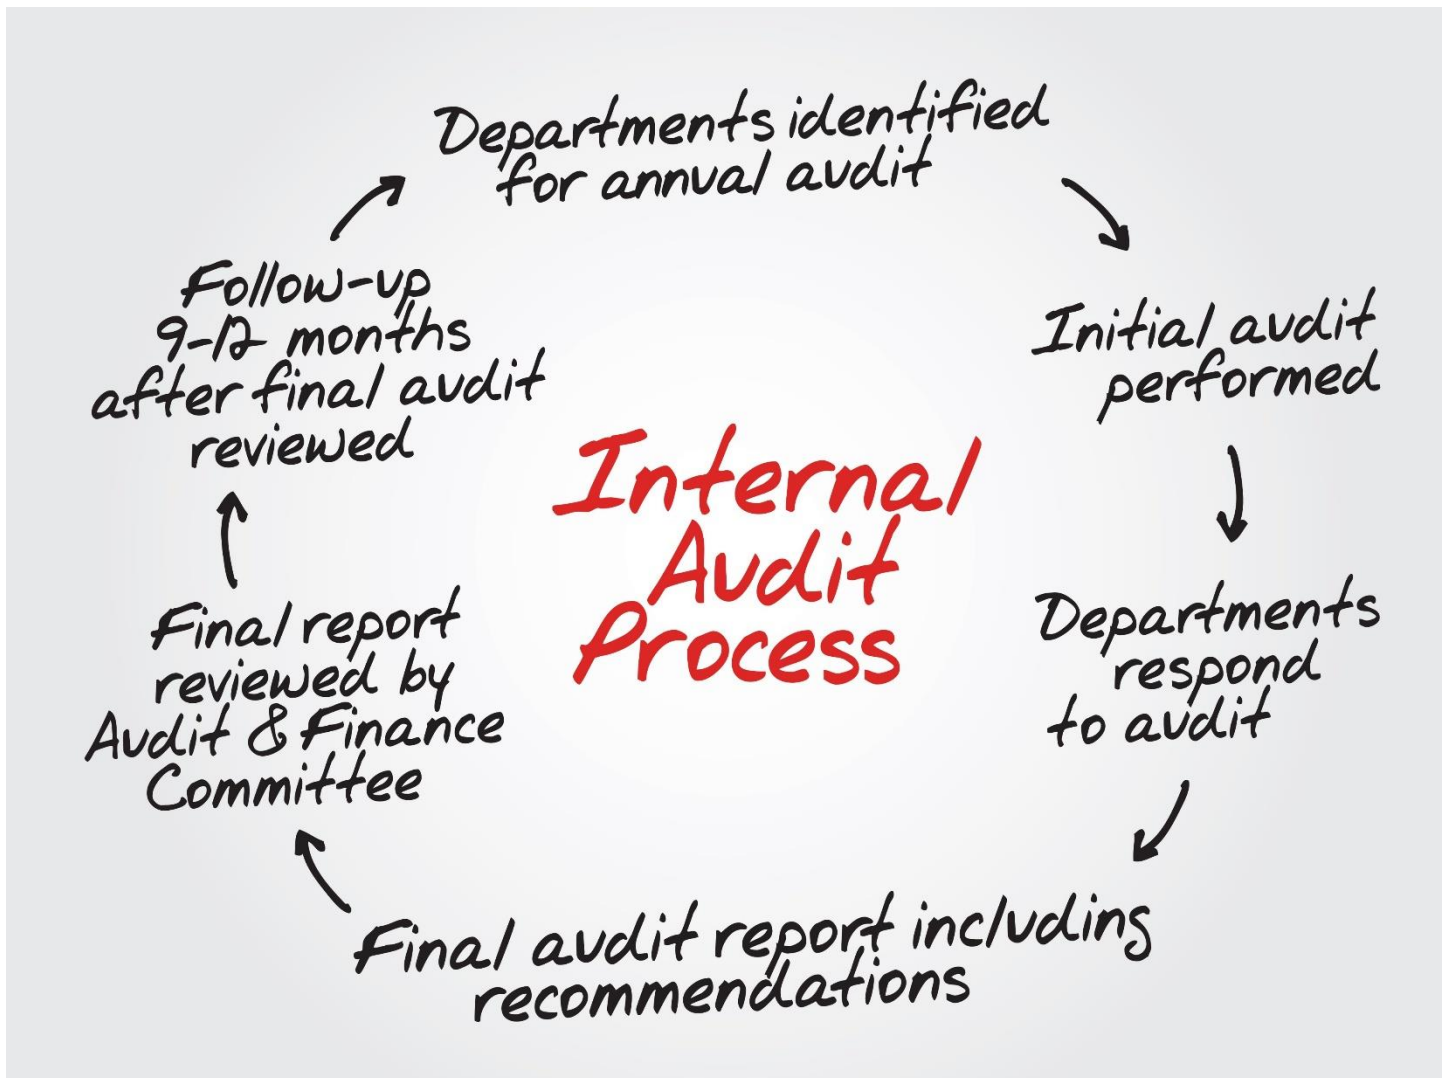 Departments identified
for annual audit
Initial audit
performed
Departments
respond
to audit
Final audit report including
recommendations
Final report
reviewed by
Audit & Finance
Committee
Follow-up
9-12 months
after final audit
reviewed
Internal
Audit
Process